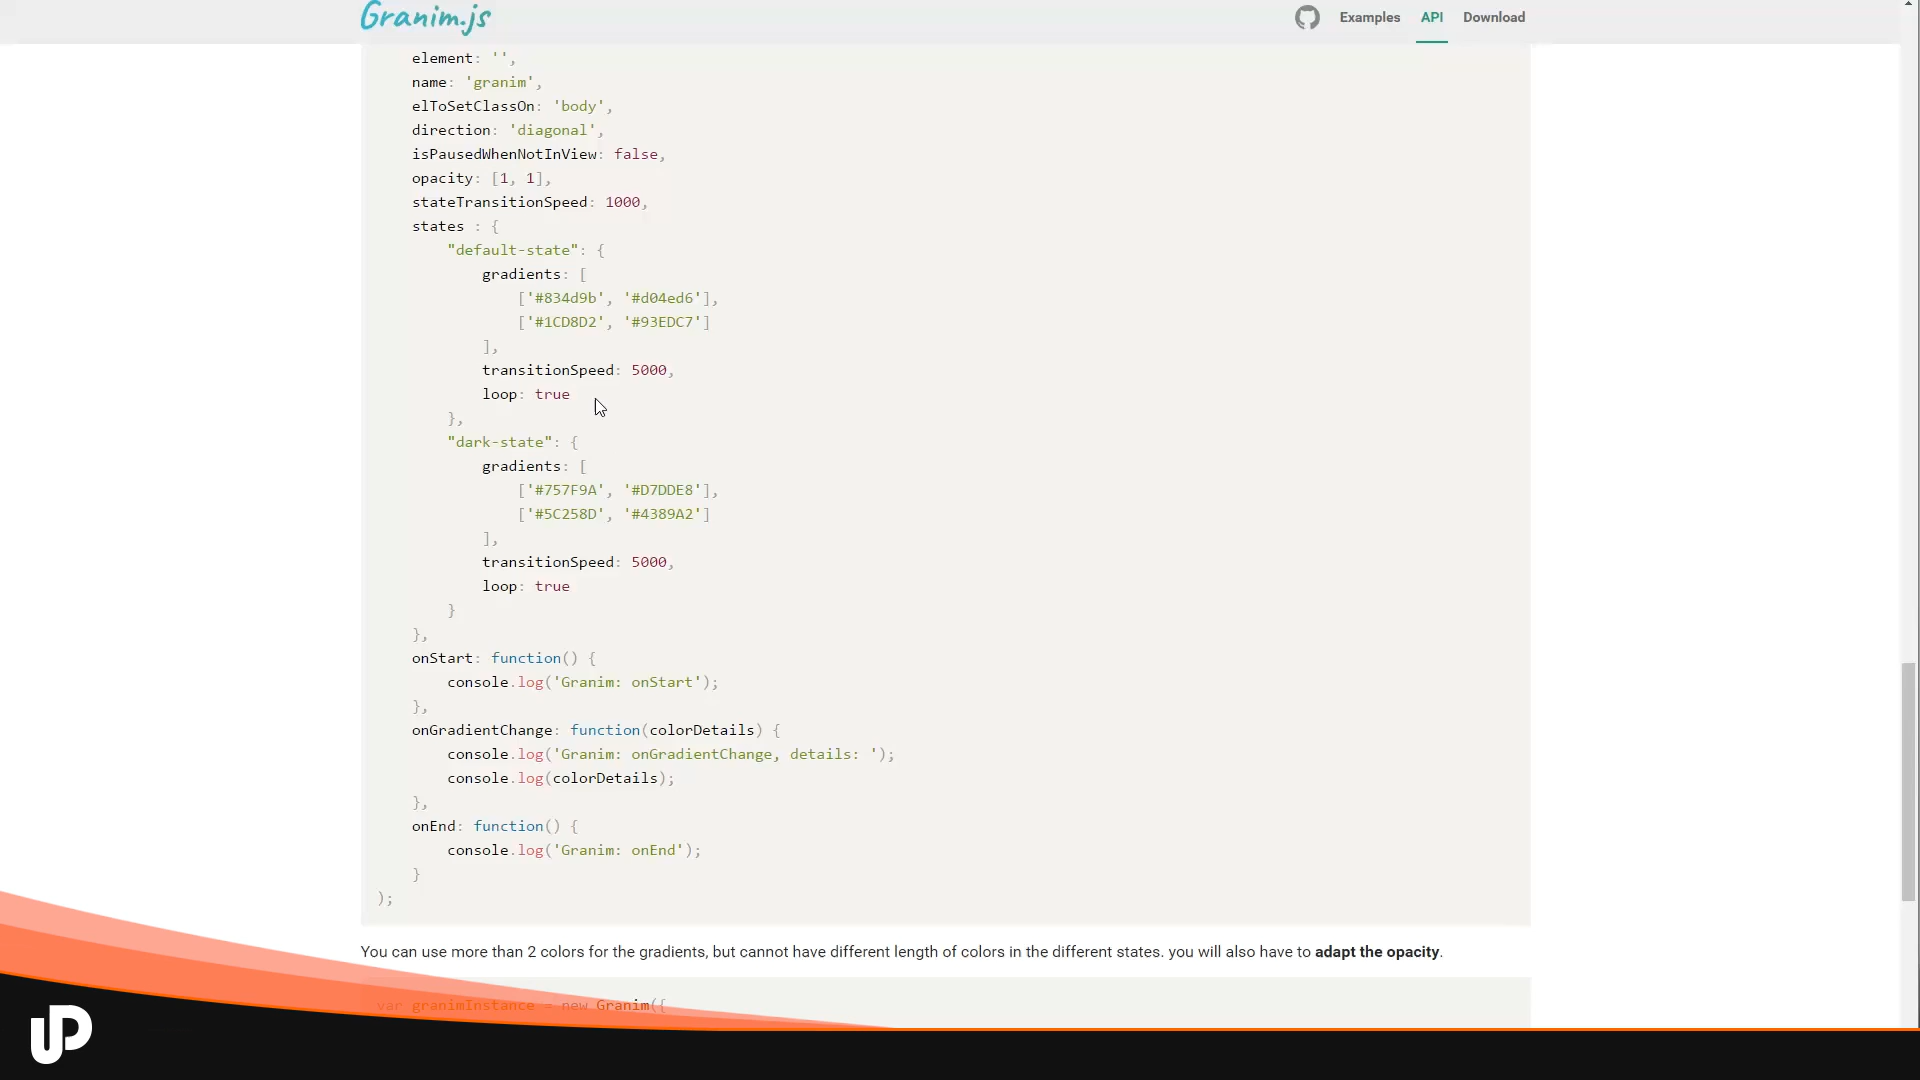 Granim.js
Examples API Download
element: '',
name: 'granim',
elToSetClassOn: 'body',
direction: 'diagonal',
isPausedWhenNotInView: false,
opacity: [1, 1],
stateTransitionSpeed: 1000,
states : {
"default-state": {
gradients: [
['#834d9b', '#d04ed6'],
['#1CD8D2', '#93EDC7']
],
transitionSpeed: 5000,
loop: true
},
"dark-state": {
gradients: [
['#757F9A', '#D7DDE8'],
['#5C258D', '#4389A2']
],
transitionSpeed: 5000,
loop: true
}
},
onStart: function() {
console.log('Granim: onStart');
},
onGradientChange: function(colorDetails) {
console.log('Granim: onGradientChange, details: ');
console.log(colorDetails);
},
onEnd: function() {
console.log('Granim: onEnd');
}
);
You can use more than 2 colors for the gradients, but cannot have different length of colors in the different states. you will also have to adapt the opacity.
var granimInstance = new Granim({
UP